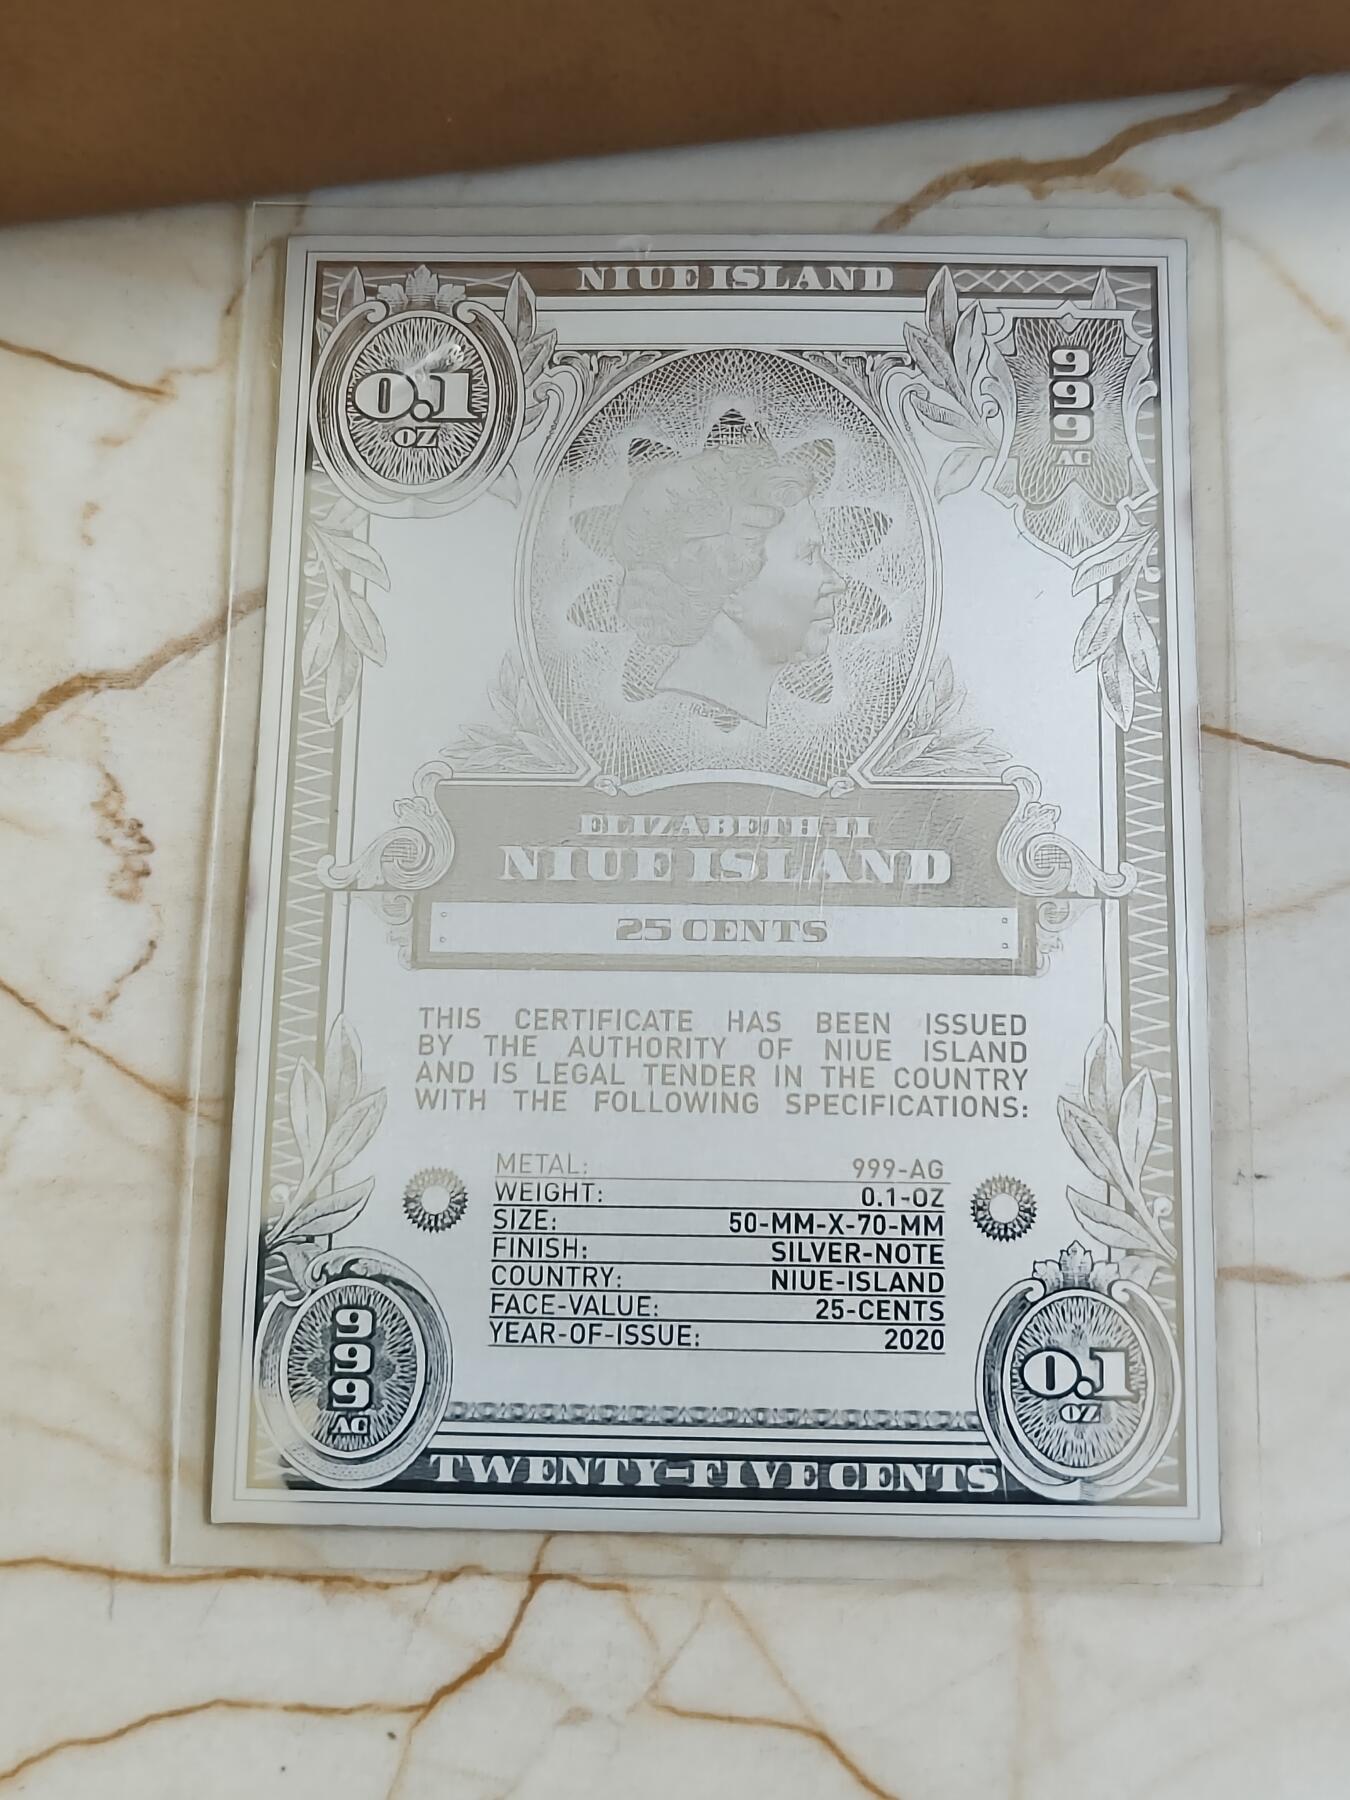 NIUE ISLAND
0.1
OZ
999
AG
ELIZABETH II
NIUE ISLAND
25 CENTS
THIS CERTIFICATE HAS BEEN ISSUED
BY THE AUTHORITY OF NIUE ISLAND
AND IS LEGAL TENDER IN THE COUNTRY
WITH THE FOLLOWING SPECIFICATIONS:
METAL: 999-AG
WEIGHT: 0.1-OZ
SIZE: 50-MM-X-70-MM
FINISH: SILVER-NOTE
COUNTRY: NIUE-ISLAND
FACE-VALUE: 25-CENTS
YEAR-OF-ISSUE: 2020
999
AG
0.1
OZ
TWENTY-FIVE CENTS